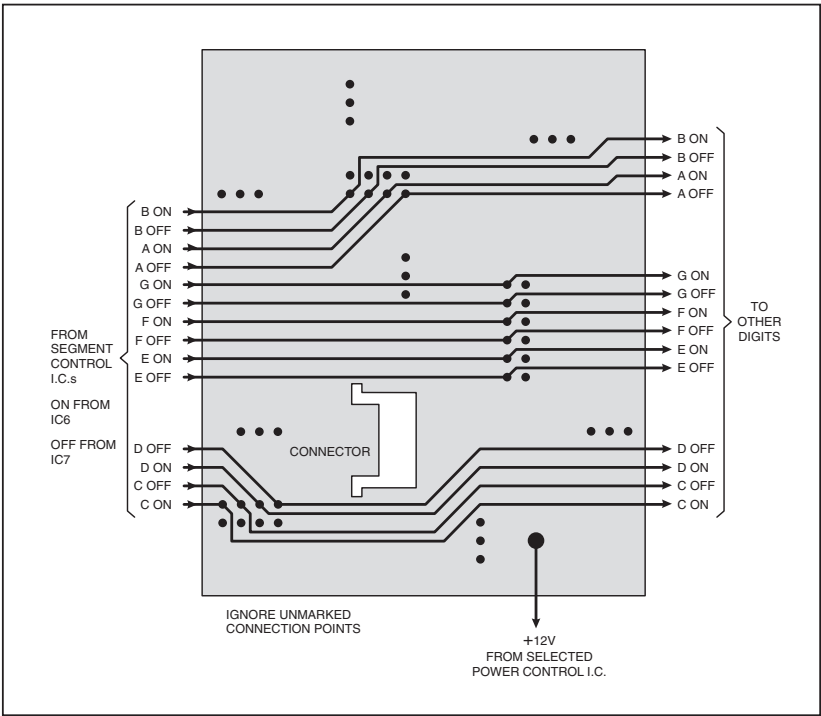 B ON
B OFF
A ON
A OFF
G ON
G OFF
F ON
F OFF
E ON
E OFF
D OFF
D ON
C OFF
C ON
FROM
SEGMENT
CONTROL
I.C.s
ON FROM
IC6
OFF FROM
IC7
CONNECTOR
B ON
B OFF
A ON
A OFF
G ON
G OFF
F ON
F OFF
E ON
E OFF
D OFF
D ON
C OFF
C ON
TO
OTHER
DIGITS
IGNORE UNMARKED
CONNECTION POINTS
+12V
FROM SELECTED
POWER CONTROL I.C.